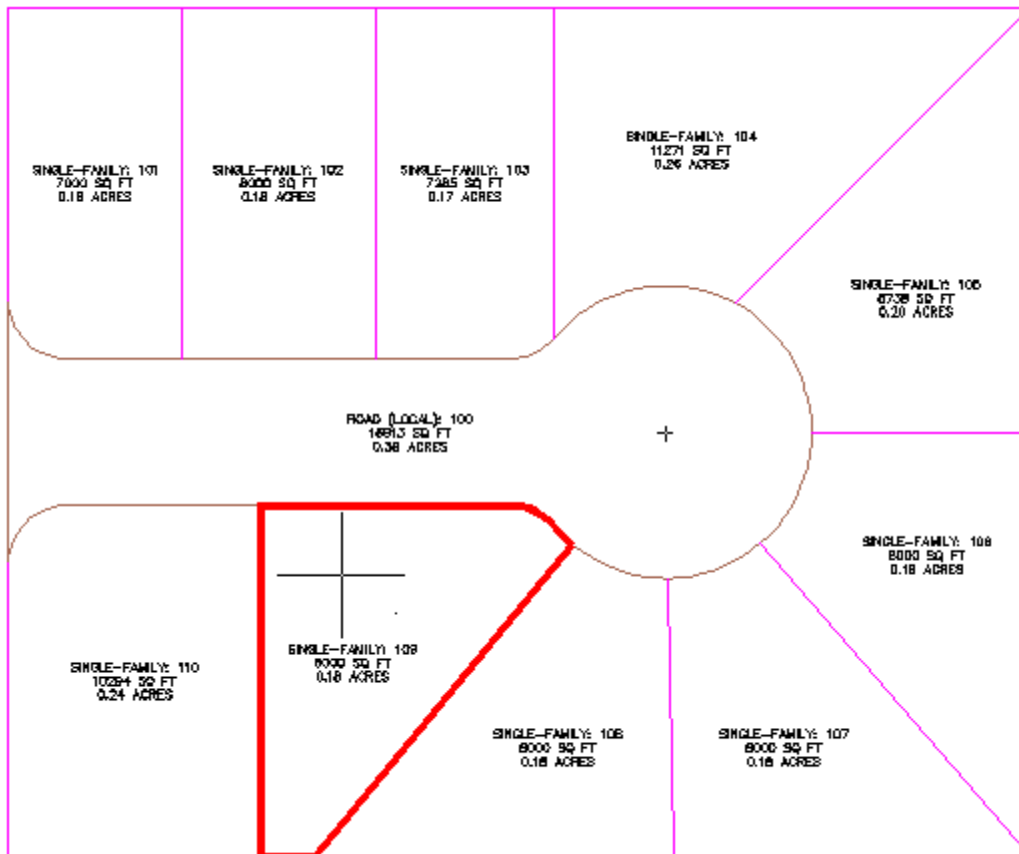 SINGLE-FAMILY: 101
7000 SQ FT
0.16 ACRES
SINGLE-FAMILY: 102
8000 SQ FT
0.18 ACRES
SINGLE-FAMILY: 103
SQ FT
0.17 ACRES
SINGLE-FAMILY: 104
11271 SQ FT
0.26 ACRES
SINGLE-FAMILY: 105
8738 SQ FT
0.20 ACRES
ROAD (LOCAL): 100
SQ FT
0.38 ACRES
SINGLE-FAMILY: 106
8000 SQ FT
0.18 ACRES
SINGLE-FAMILY: 109
8000 SQ FT
0.18 ACRES
SINGLE-FAMILY: 110
SQ FT
0.24 ACRES
SINGLE-FAMILY: 108
8000 SQ FT
0.18 ACRES
SINGLE-FAMILY: 107
8000 SQ FT
0.18 ACRES